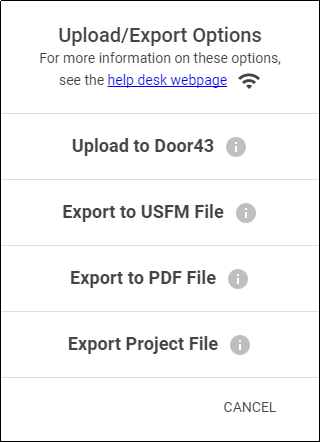 Upload/Export Options
For more information on these options,
see the help desk webpage
Upload to Door43
Export to USFM File
Export to PDF File
Export Project File
CANCEL